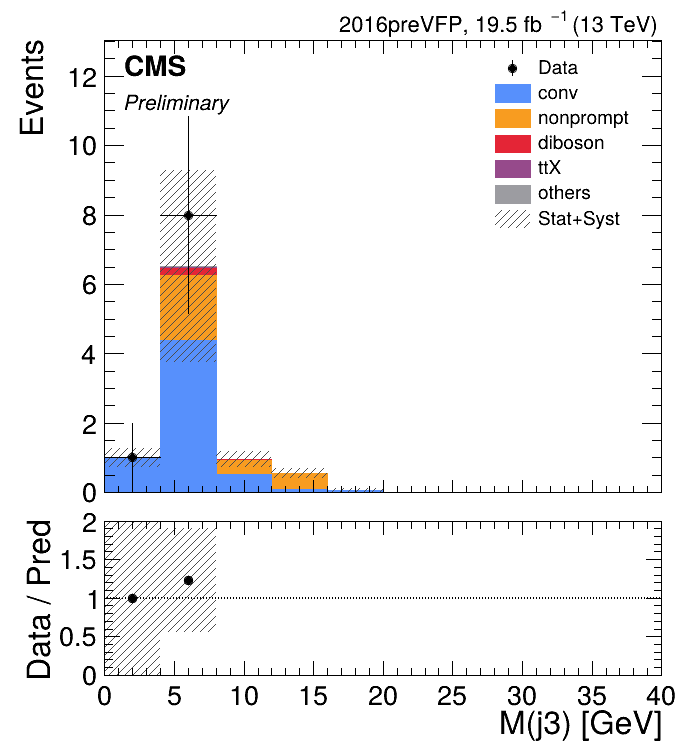 2016preVFP, 19.5 fb⁻¹ (13 TeV)
CMS
Preliminary
Events
12
10
8
6
4
2
0
Data
conv
nonprompt
diboson
ttX
others
Stat+Syst
Data / Pred
2
1.5
1
0.5
0
0 5 10 15 20 25 30 35 40
M(j3) [GeV]